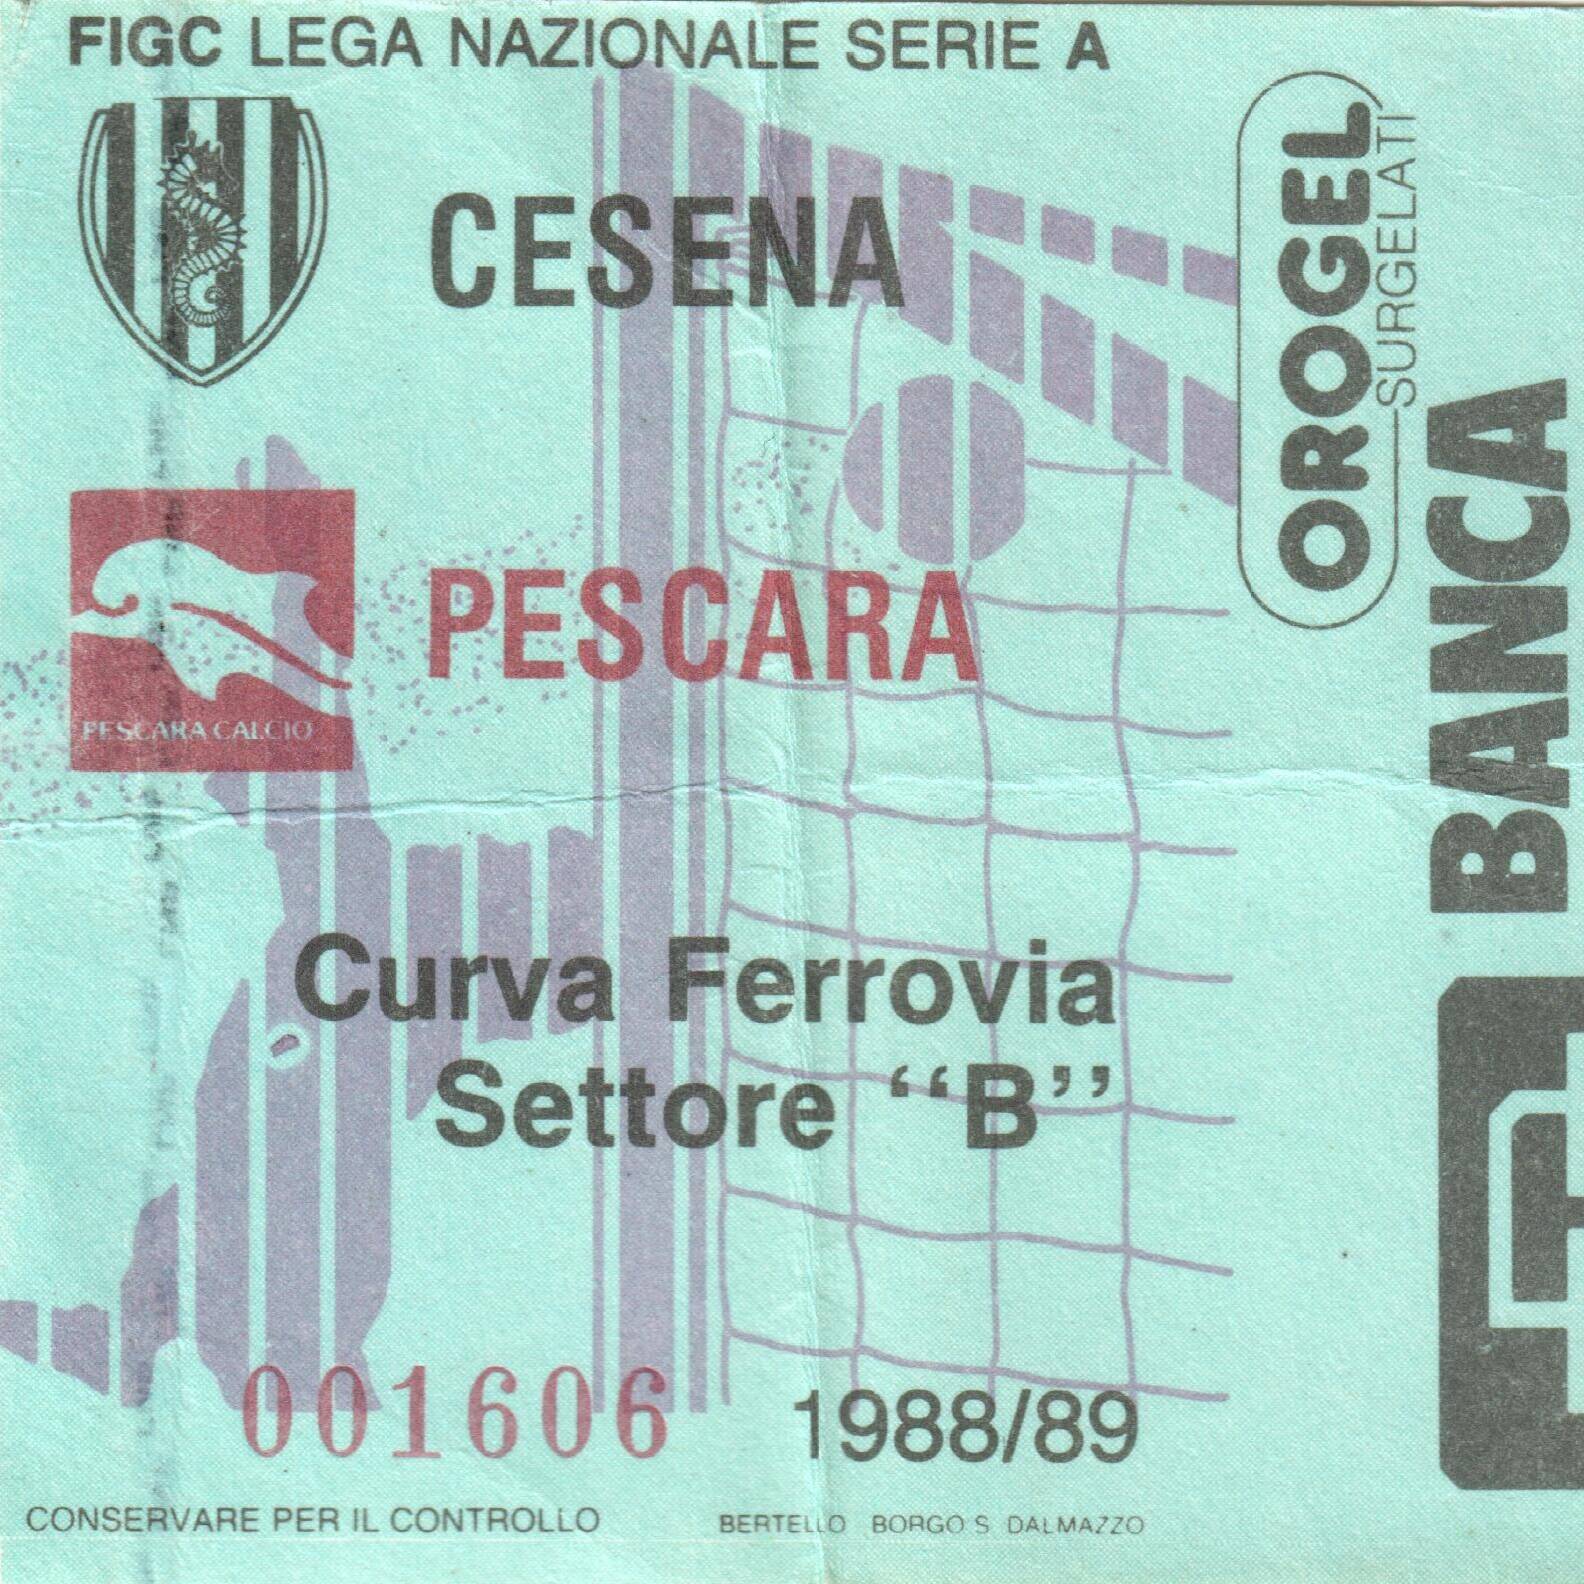 FIGC LEGA NAZIONALE SERIE A
CESENA
PESCARA
PESCARA CALCIO
Curva Ferrovia
Settore “B”
001606
1988/89
CONSERVARE PER IL CONTROLLO
BERTELLO BORGO S DALMAZZO
OROGEL
SURGELATI
BANCA